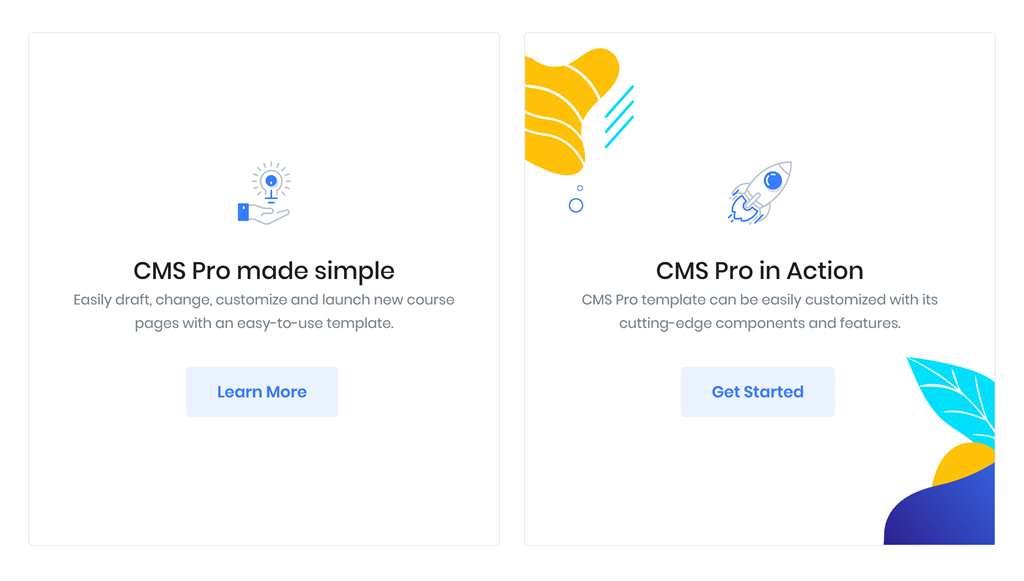 CMS Pro made simple
Easily draft, change, customize and launch new course
pages with an easy-to-use template.
Learn More
CMS Pro in Action
CMS Pro template can be easily customized with its
cutting-edge components and features.
Get Started